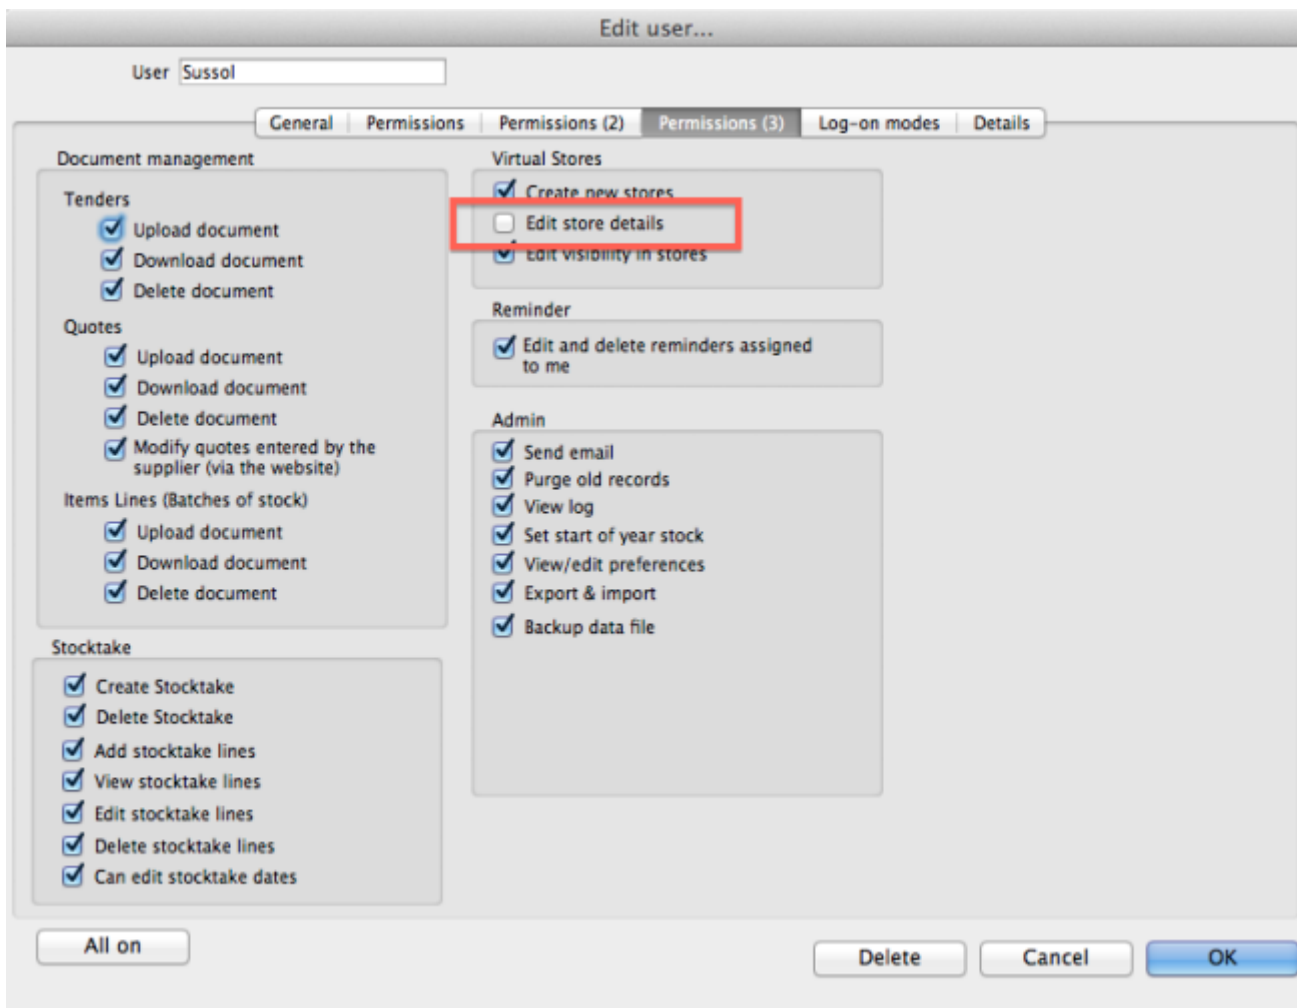 Edit user...
User Sussol
General Permissions Permissions (2) Permissions (3) Log-on modes Details
Document management
Tenders
Upload document
Download document
Delete document
Quotes
Upload document
Download document
Delete document
Modify quotes entered by the
supplier (via the website)
Items Lines (Batches of stock)
Upload document
Download document
Delete document
Stocktake
Create Stocktake
Delete Stocktake
Add stocktake lines
View stocktake lines
Edit stocktake lines
Delete stocktake lines
Can edit stocktake dates
Virtual Stores
Create new stores
Edit store details
Edit visibility in stores
Reminder
Edit and delete reminders assigned
to me
Admin
Send email
Purge old records
View log
Set start of year stock
View/edit preferences
Export & import
Backup data file
All on
Delete Cancel OK